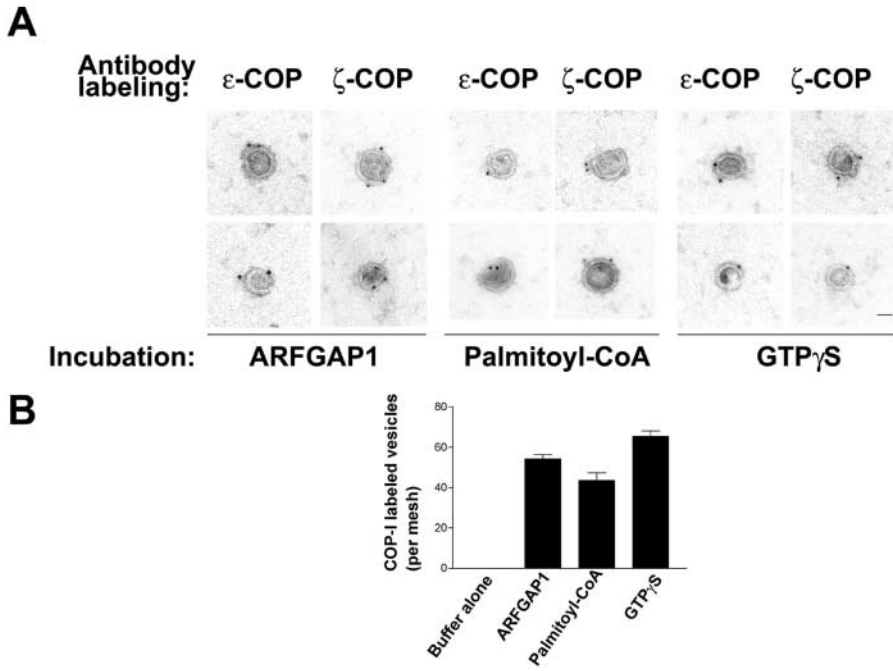 A
Antibody
labeling:
ε-COP ζ-COP ε-COP ζ-COP ε-COP ζ-COP
Incubation: ARFGAP1 Palmitoyl-CoA GTPγS
B
COP-I labeled vesicles
(per mesh)
80
60
40
20
0
Buffer alone
ARFGAP1
Palmitoyl-CoA
GTPγS